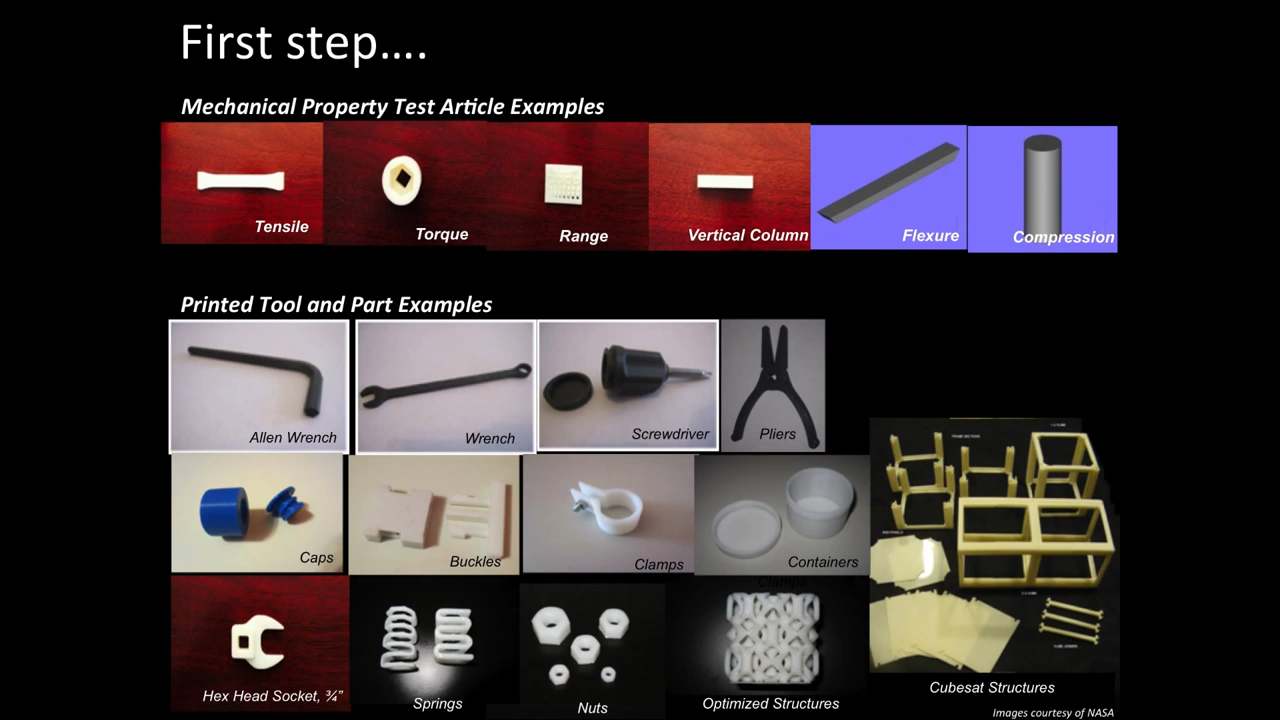 First step....
Mechanical Property Test Article Examples
Tensile
Torque
Range
Vertical Column
Flexure
Compression
Printed Tool and Part Examples
Allen Wrench
Wrench
Screwdriver
Pliers
Caps
Buckles
Clamps
Containers
Clamps
Hex Head Socket, ¾”
Springs
Nuts
Optimized Structures
Cubesat Structures
Images courtesy of NASA